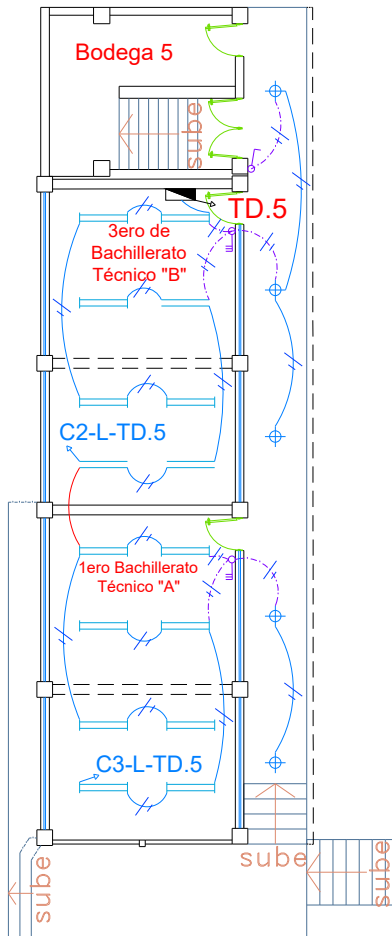 Bodega 5
sube
TD.5
3ero de
Bachillerato
Técnico "B"
C2-L-TD.5
1ero Bachillerato
Técnico "A"
C3-L-TD.5
sube
sube
sube